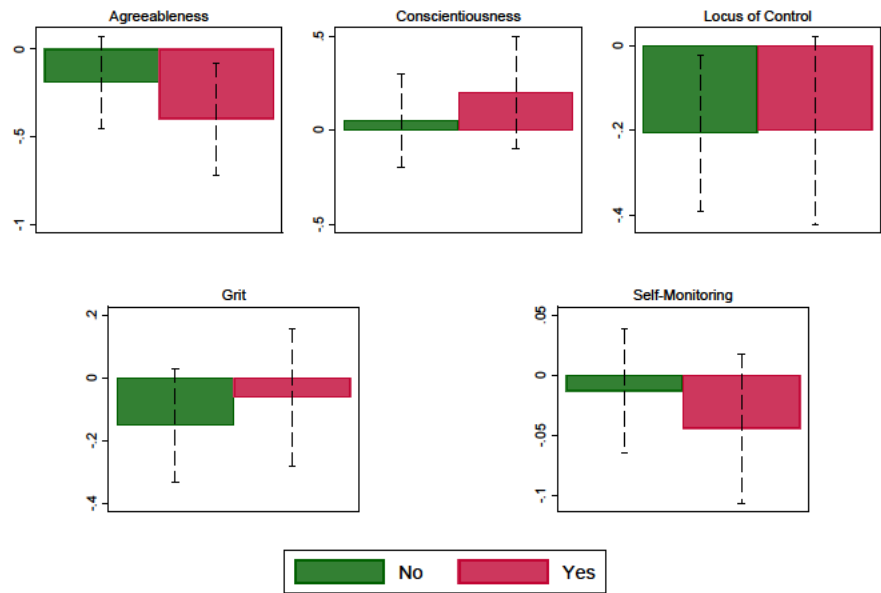 Agreeableness
0
-.5
-1
Conscientiousness
.5
0
-.5
Locus of Control
0
-.2
-.4
Grit
.2
0
-.2
-.4
Self-Monitoring
.05
0
-.05
-.1
No
Yes